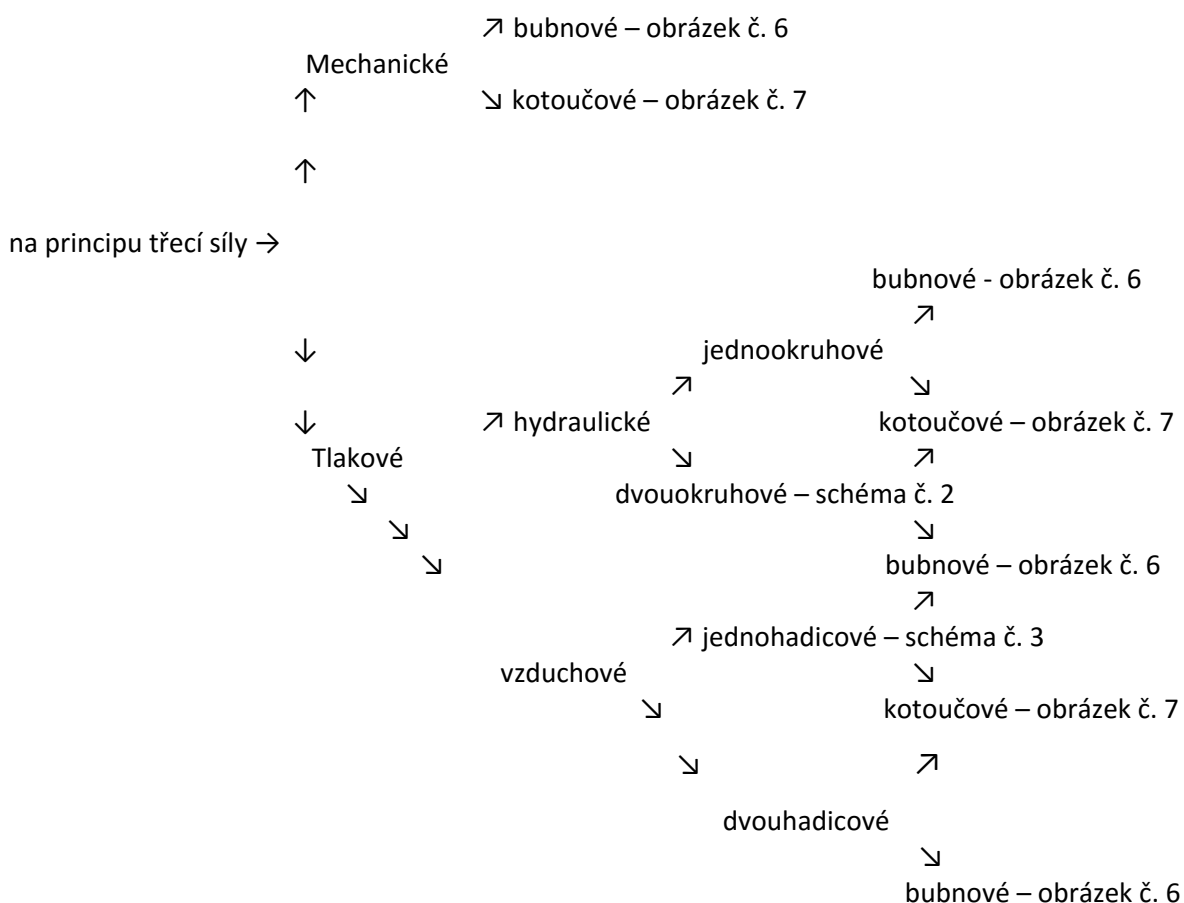 ↗ bubnové – obrázek č. 6
Mechanické
↑ ↘ kotoučové – obrázek č. 7
↑
na principu třecí síly →
bubnové - obrázek č. 6
↗
↓ jednookruhové
↗ ↘
↓ ↗ hydraulické kotoučové – obrázek č. 7
Tlakové ↘ ↗
↘ dvouokruhové – schéma č. 2
↘ ↘
↘ bubnové – obrázek č. 6
↗
↗ jednohadicové – schéma č. 3
vzduchové ↘
↘ kotoučové – obrázek č. 7
↘ ↗
dvouhadicové
↘
bubnové – obrázek č. 6